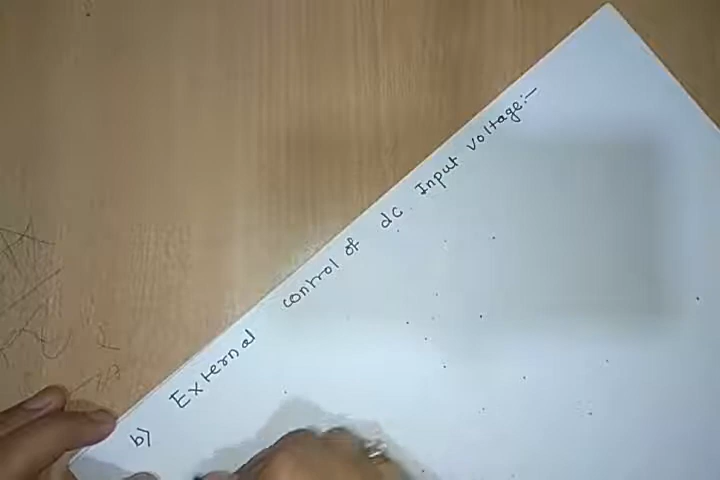 b) External control of dc Input voltage:-